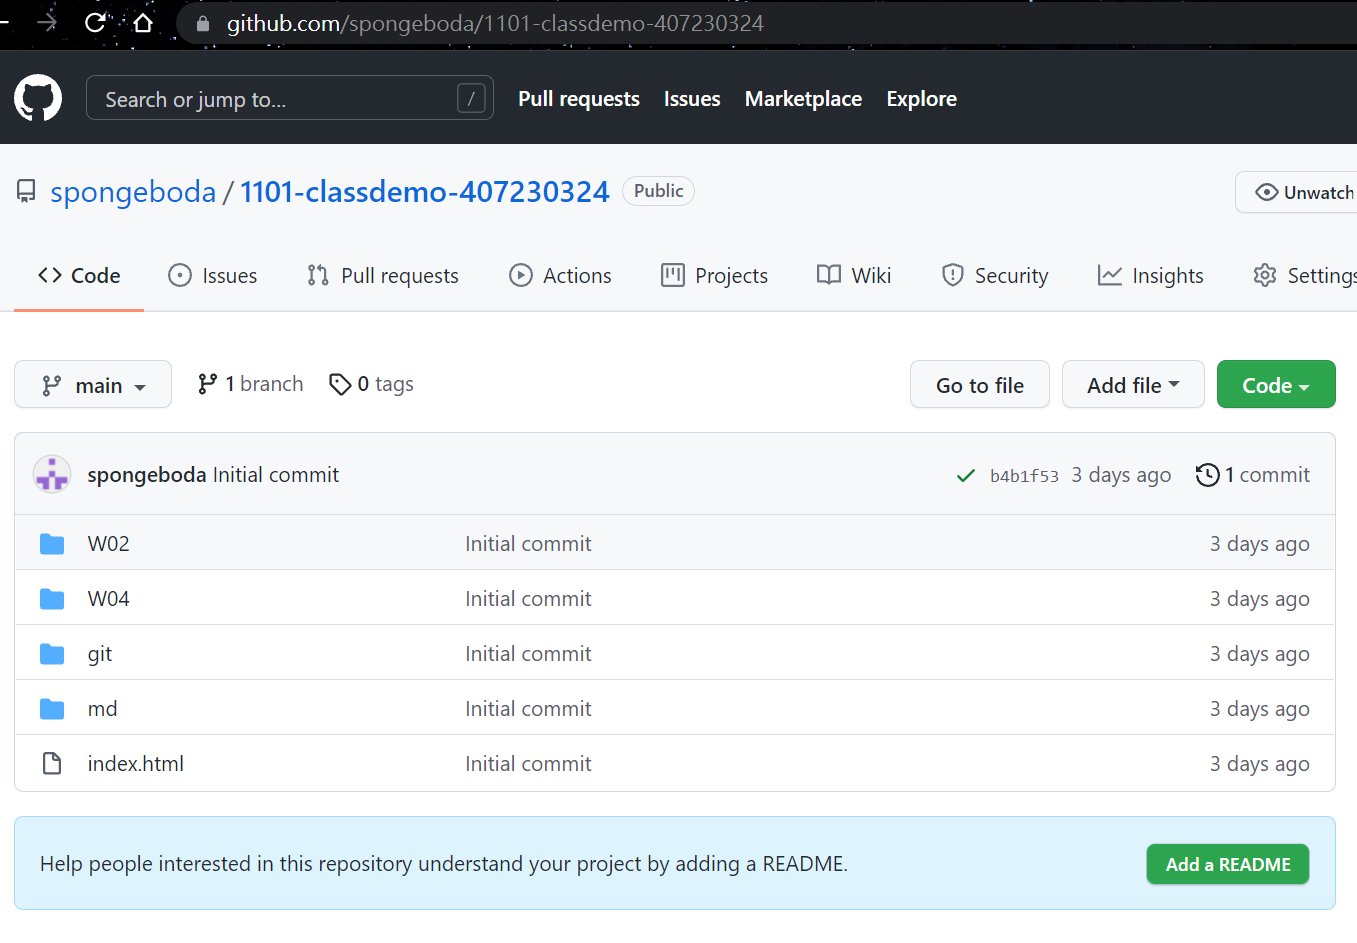 github.com/spongeboda/1101-classdemo-407230324
Search or jump to... / Pull requests Issues Marketplace Explore
spongeboda / 1101-classdemo-407230324 Public Unwatch
<> Code Issues Pull requests Actions Projects Wiki Security Insights Settings
main 1 branch 0 tags Go to file Add file Code
spongeboda Initial commit b4b1f53 3 days ago 1 commit
W02 Initial commit 3 days ago
W04 Initial commit 3 days ago
git Initial commit 3 days ago
md Initial commit 3 days ago
index.html Initial commit 3 days ago
Help people interested in this repository understand your project by adding a README. Add a README